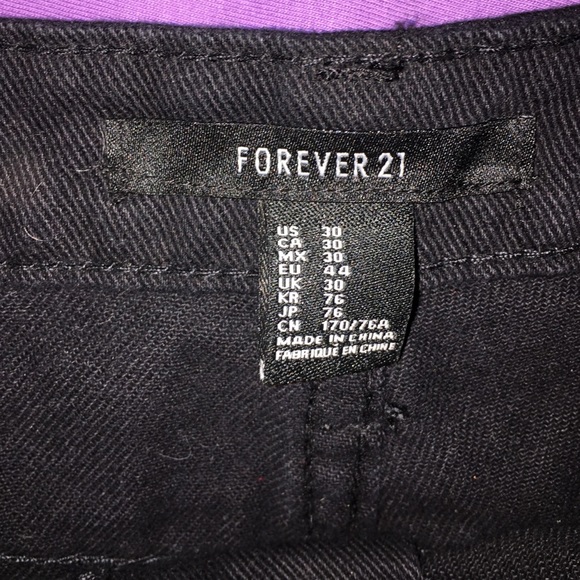 FOREVER 21
US 30
CA 30
MX 30
EU 44
UK 30
KR 76
JP 76
CN 170/76A
MADE IN CHINA
FABRIQUÉ EN CHINE